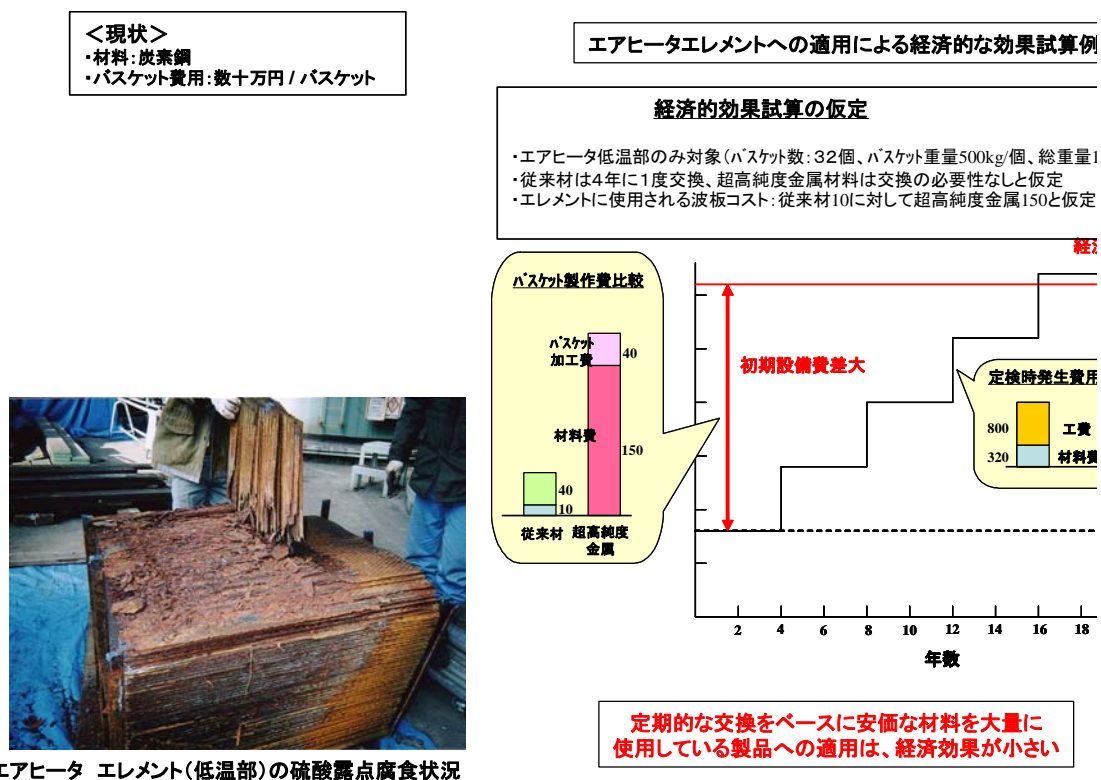 ＜現状＞
・材料：炭素鋼
・バスケット費用：数十万円 / バスケット
エアヒータエレメントへの適用による経済的な効果試算例
経済的効果試算の仮定
・エアヒータ低温部のみ対象（ﾊﾞｽｹｯﾄ数：32個、ﾊﾞｽｹｯﾄ重量500kg/個、総重量1
・従来材は４年に１度交換、超高純度金属材料は交換の必要性なしと仮定
・エレメントに使用される波板コスト：従来材10に対して超高純度金属150と仮定
経済
ﾊﾞｽｹｯﾄ製作費比較
ﾊﾞｽｹｯﾄ
加工費
40
材料費
150
40
10
従来材
超高純度
金属
初期設備費差大
定検時発生費用
800
工費
320
材料費
2 4 6 8 10 12 14 16 18
年数
定期的な交換をベースに安価な材料を大量に
使用している製品への適用は、経済効果が小さい
エアヒータ　エレメント（低温部）の硫酸露点腐食状況